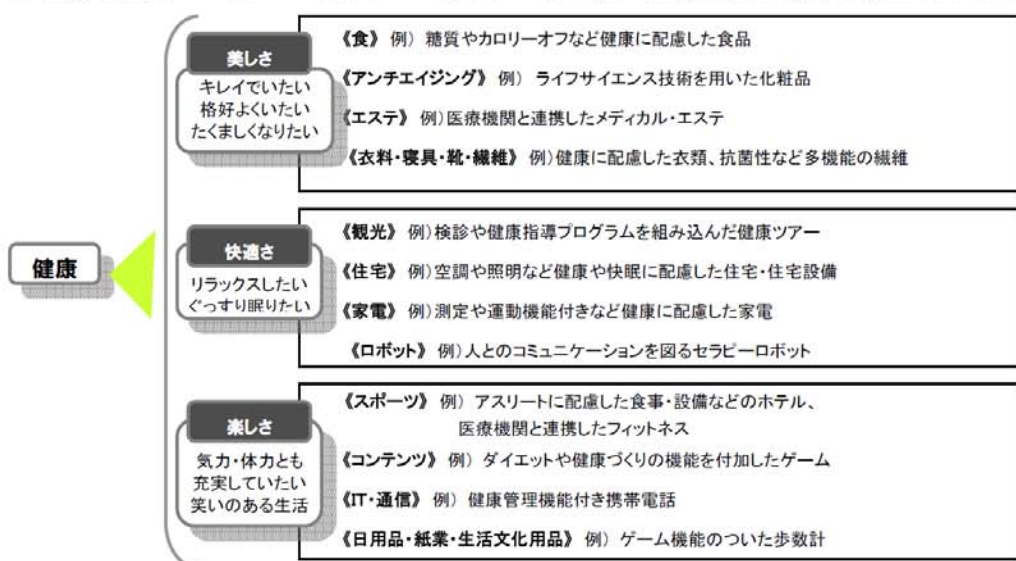 健康
美しさ
キレイでいたい
格好よくいたい
たくましくなりたい
《食》 例） 糖質やカロリーオフなど健康に配慮した食品
《アンチエイジング》 例） ライフサイエンス技術を用いた化粧品
《エステ》 例）医療機関と連携したメディカル・エステ
《衣料・寝具・靴・繊維》 例）健康に配慮した衣類、抗菌性など多機能の繊維
快適さ
リラックスしたい
ぐっすり眠りたい
《観光》 例）検診や健康指導プログラムを組み込んだ健康ツアー
《住宅》 例）空調や照明など健康や快眠に配慮した住宅・住宅設備
《家電》 例）測定や運動機能付きなど健康に配慮した家電
《ロボット》 例）人とのコミュニケーションを図るセラピーロボット
楽しさ
気力・体力とも
充実していたい
笑いのある生活
《スポーツ》 例） アスリートに配慮した食事・設備などのホテル、
医療機関と連携したフィットネス
《コンテンツ》 例） ダイエットや健康づくりの機能を付加したゲーム
《IT・通信》 例） 健康管理機能付き携帯電話
《日用品・紙業・生活文化用品》 例） ゲーム機能のついた歩数計